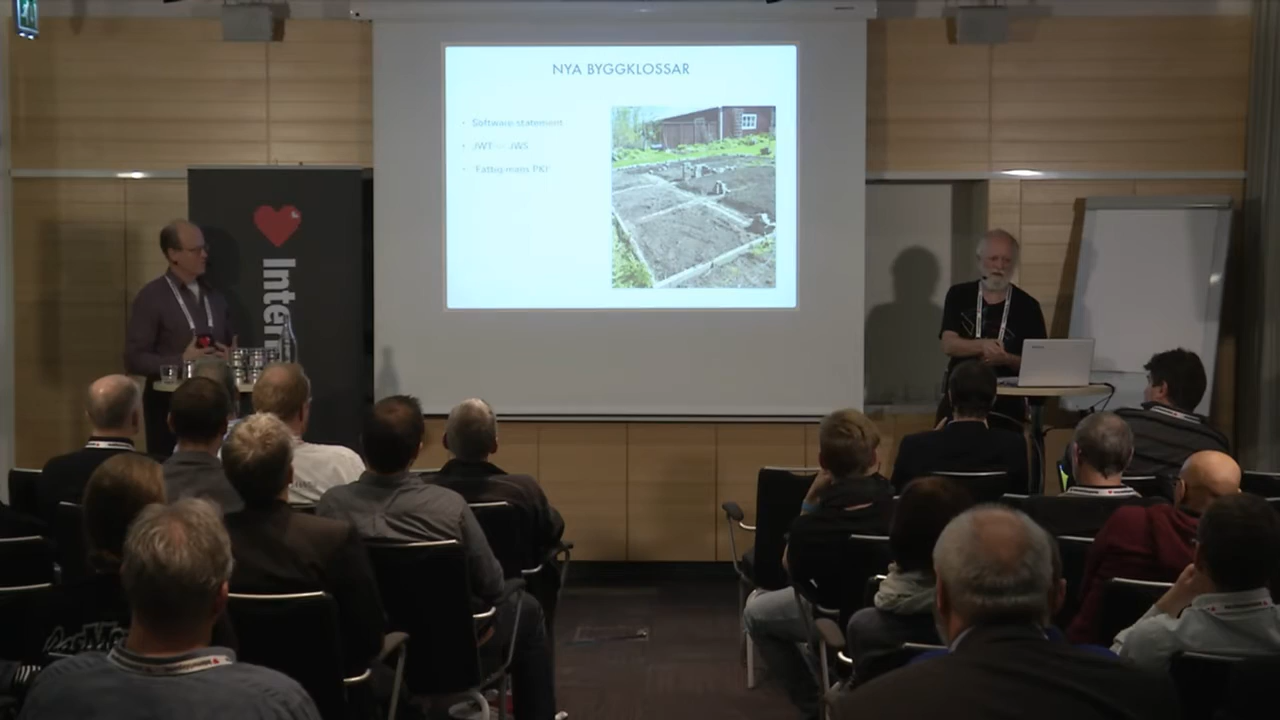 NYA BYGGKLOSSAR
• Software statement
• JWT — JWS
• "Fattig mans PKI"
Inter